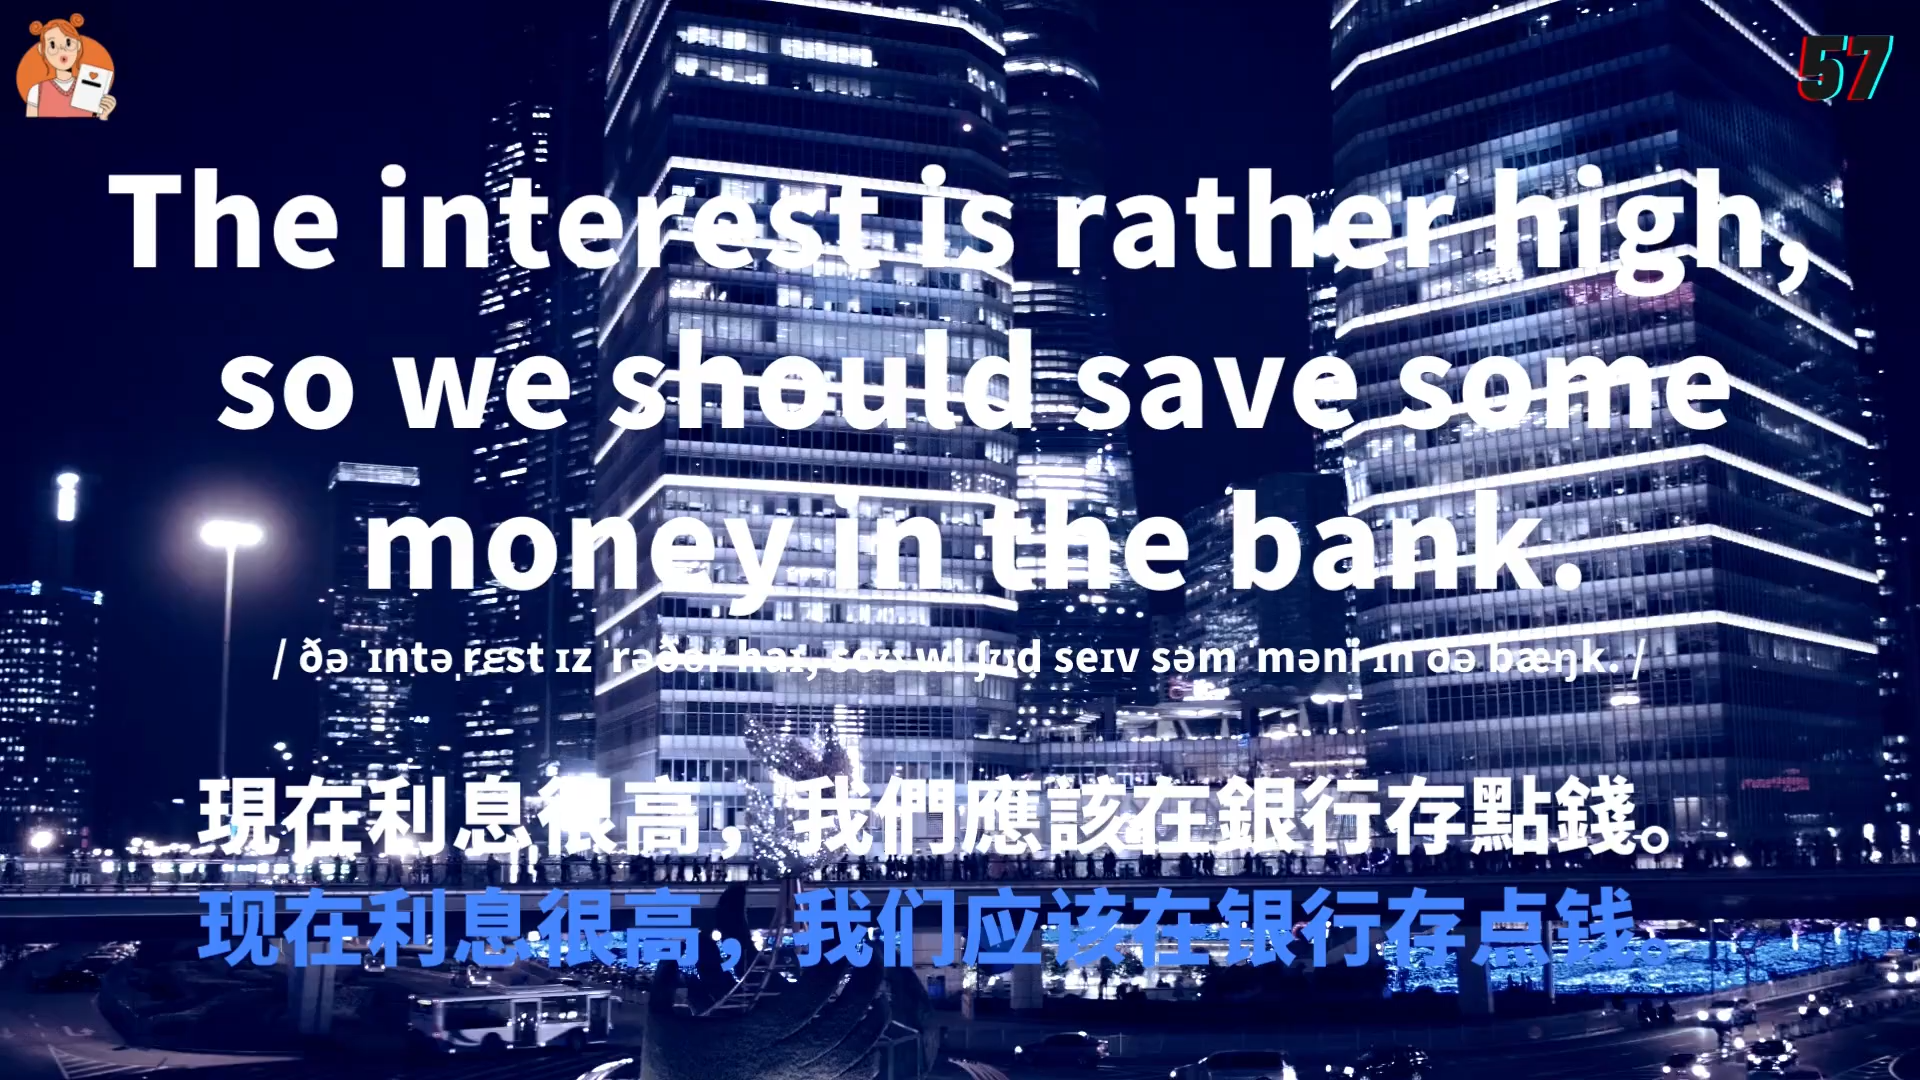 57
The interest is rather high,
so we should save some
money in the bank.
/ ðə ˈɪntəˌrɛst ɪz ˈrəðər haɪ, soʊ wi ʃʊd seɪv səm ˈməni ɪn ðə bæŋk. /
現在利息很高，我們應該在銀行存點錢。
现在利息很高，我们应该在银行存点钱。